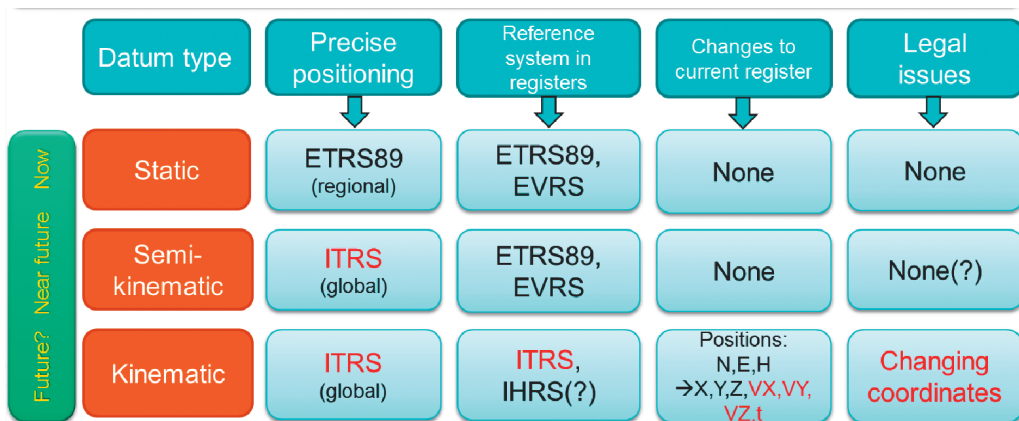 Datum type
Precise
positioning
Reference
system in
registers
Changes to
current register
Legal
issues
Now
Static
ETRS89
(regional)
ETRS89,
EVRS
None
None
Near future
Semi-
kinematic
ITRS
(global)
ETRS89,
EVRS
None
None(?)
Future?
Kinematic
ITRS
(global)
ITRS,
IHRS(?)
Positions:
N,E,H
→X,Y,Z,VX,VY,
VZ,t
Changing
coordinates